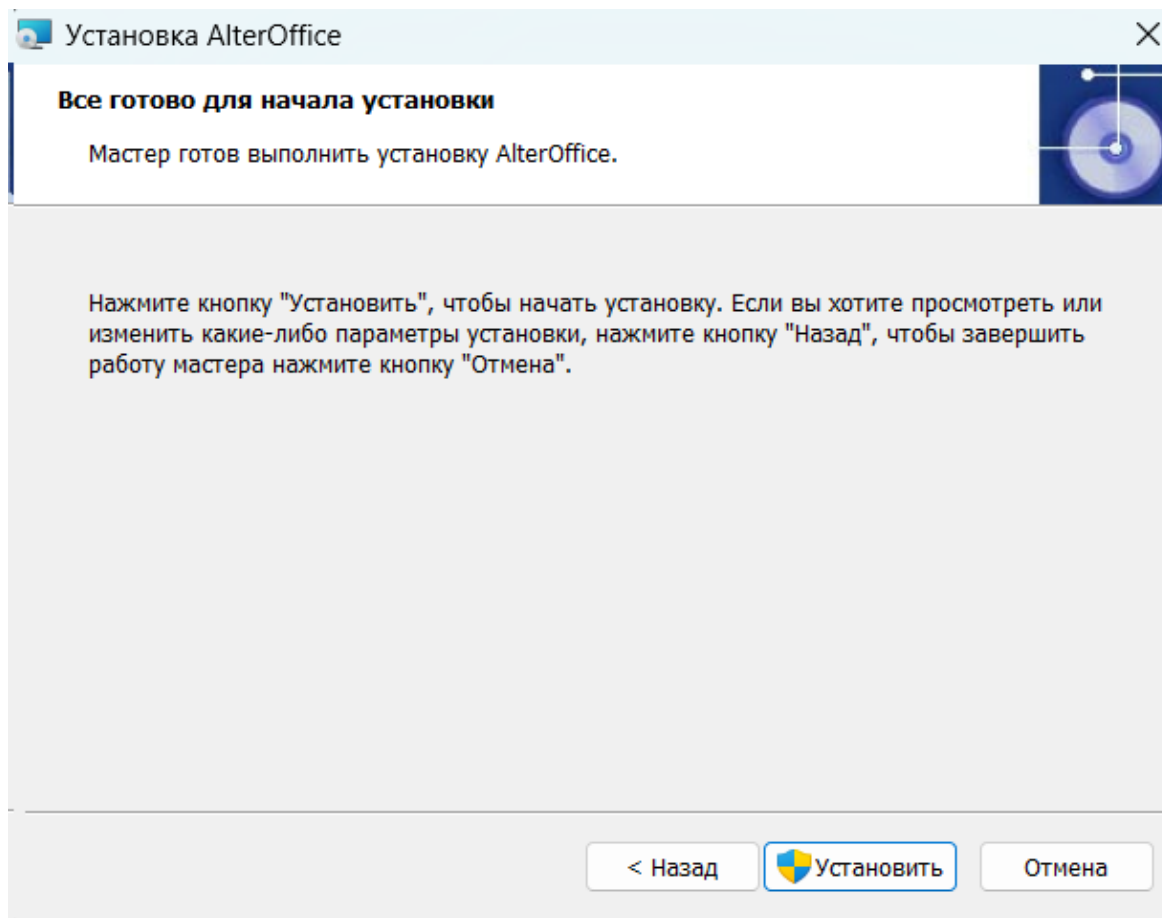 Установка AlterOffice
Все готово для начала установки
Мастер готов выполнить установку AlterOffice.
Нажмите кнопку "Установить", чтобы начать установку. Если вы хотите просмотреть или
изменить какие-либо параметры установки, нажмите кнопку "Назад", чтобы завершить
работу мастера нажмите кнопку "Отмена".
< Назад
Установить
Отмена